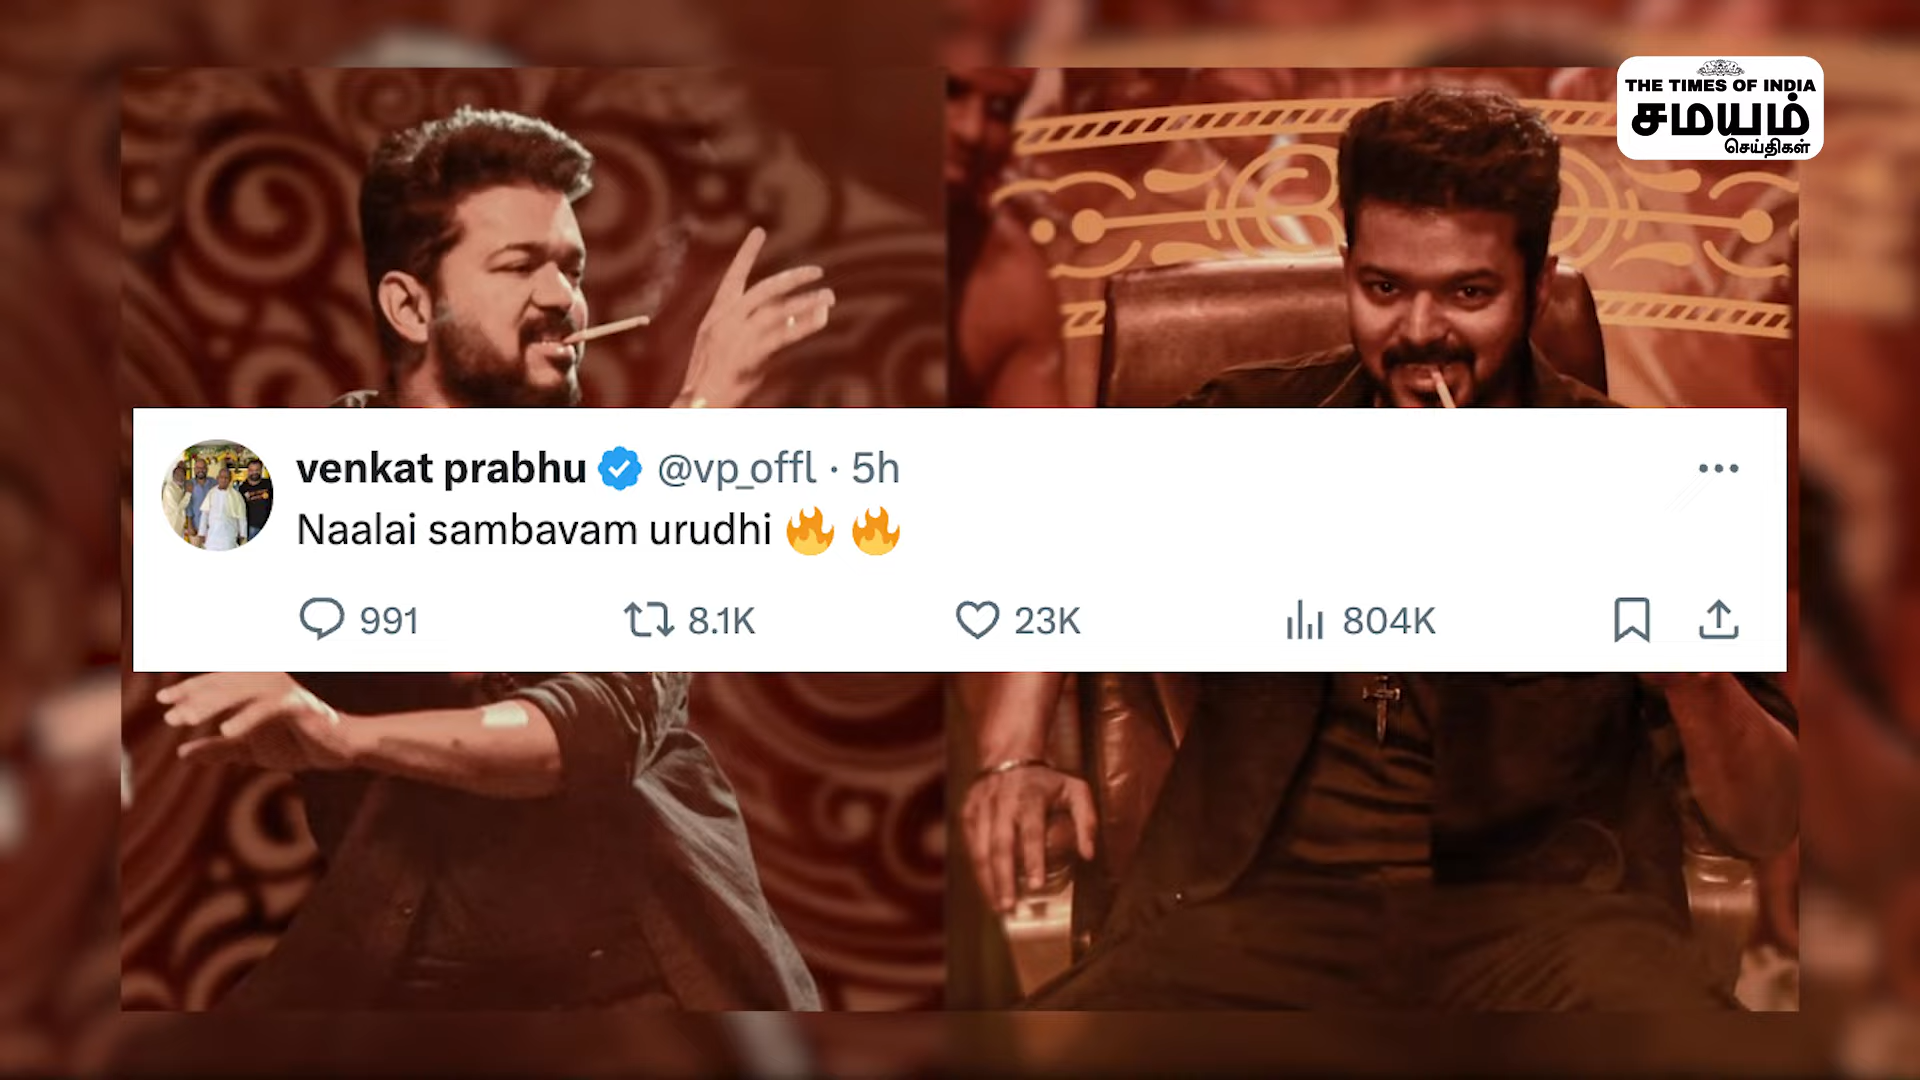 THE TIMES OF INDIA
சமயம்
செய்திகள்
venkat prabhu @vp_offl · 5h
Naalai sambavam urudhi 🔥 🔥
991 8.1K 23K 804K